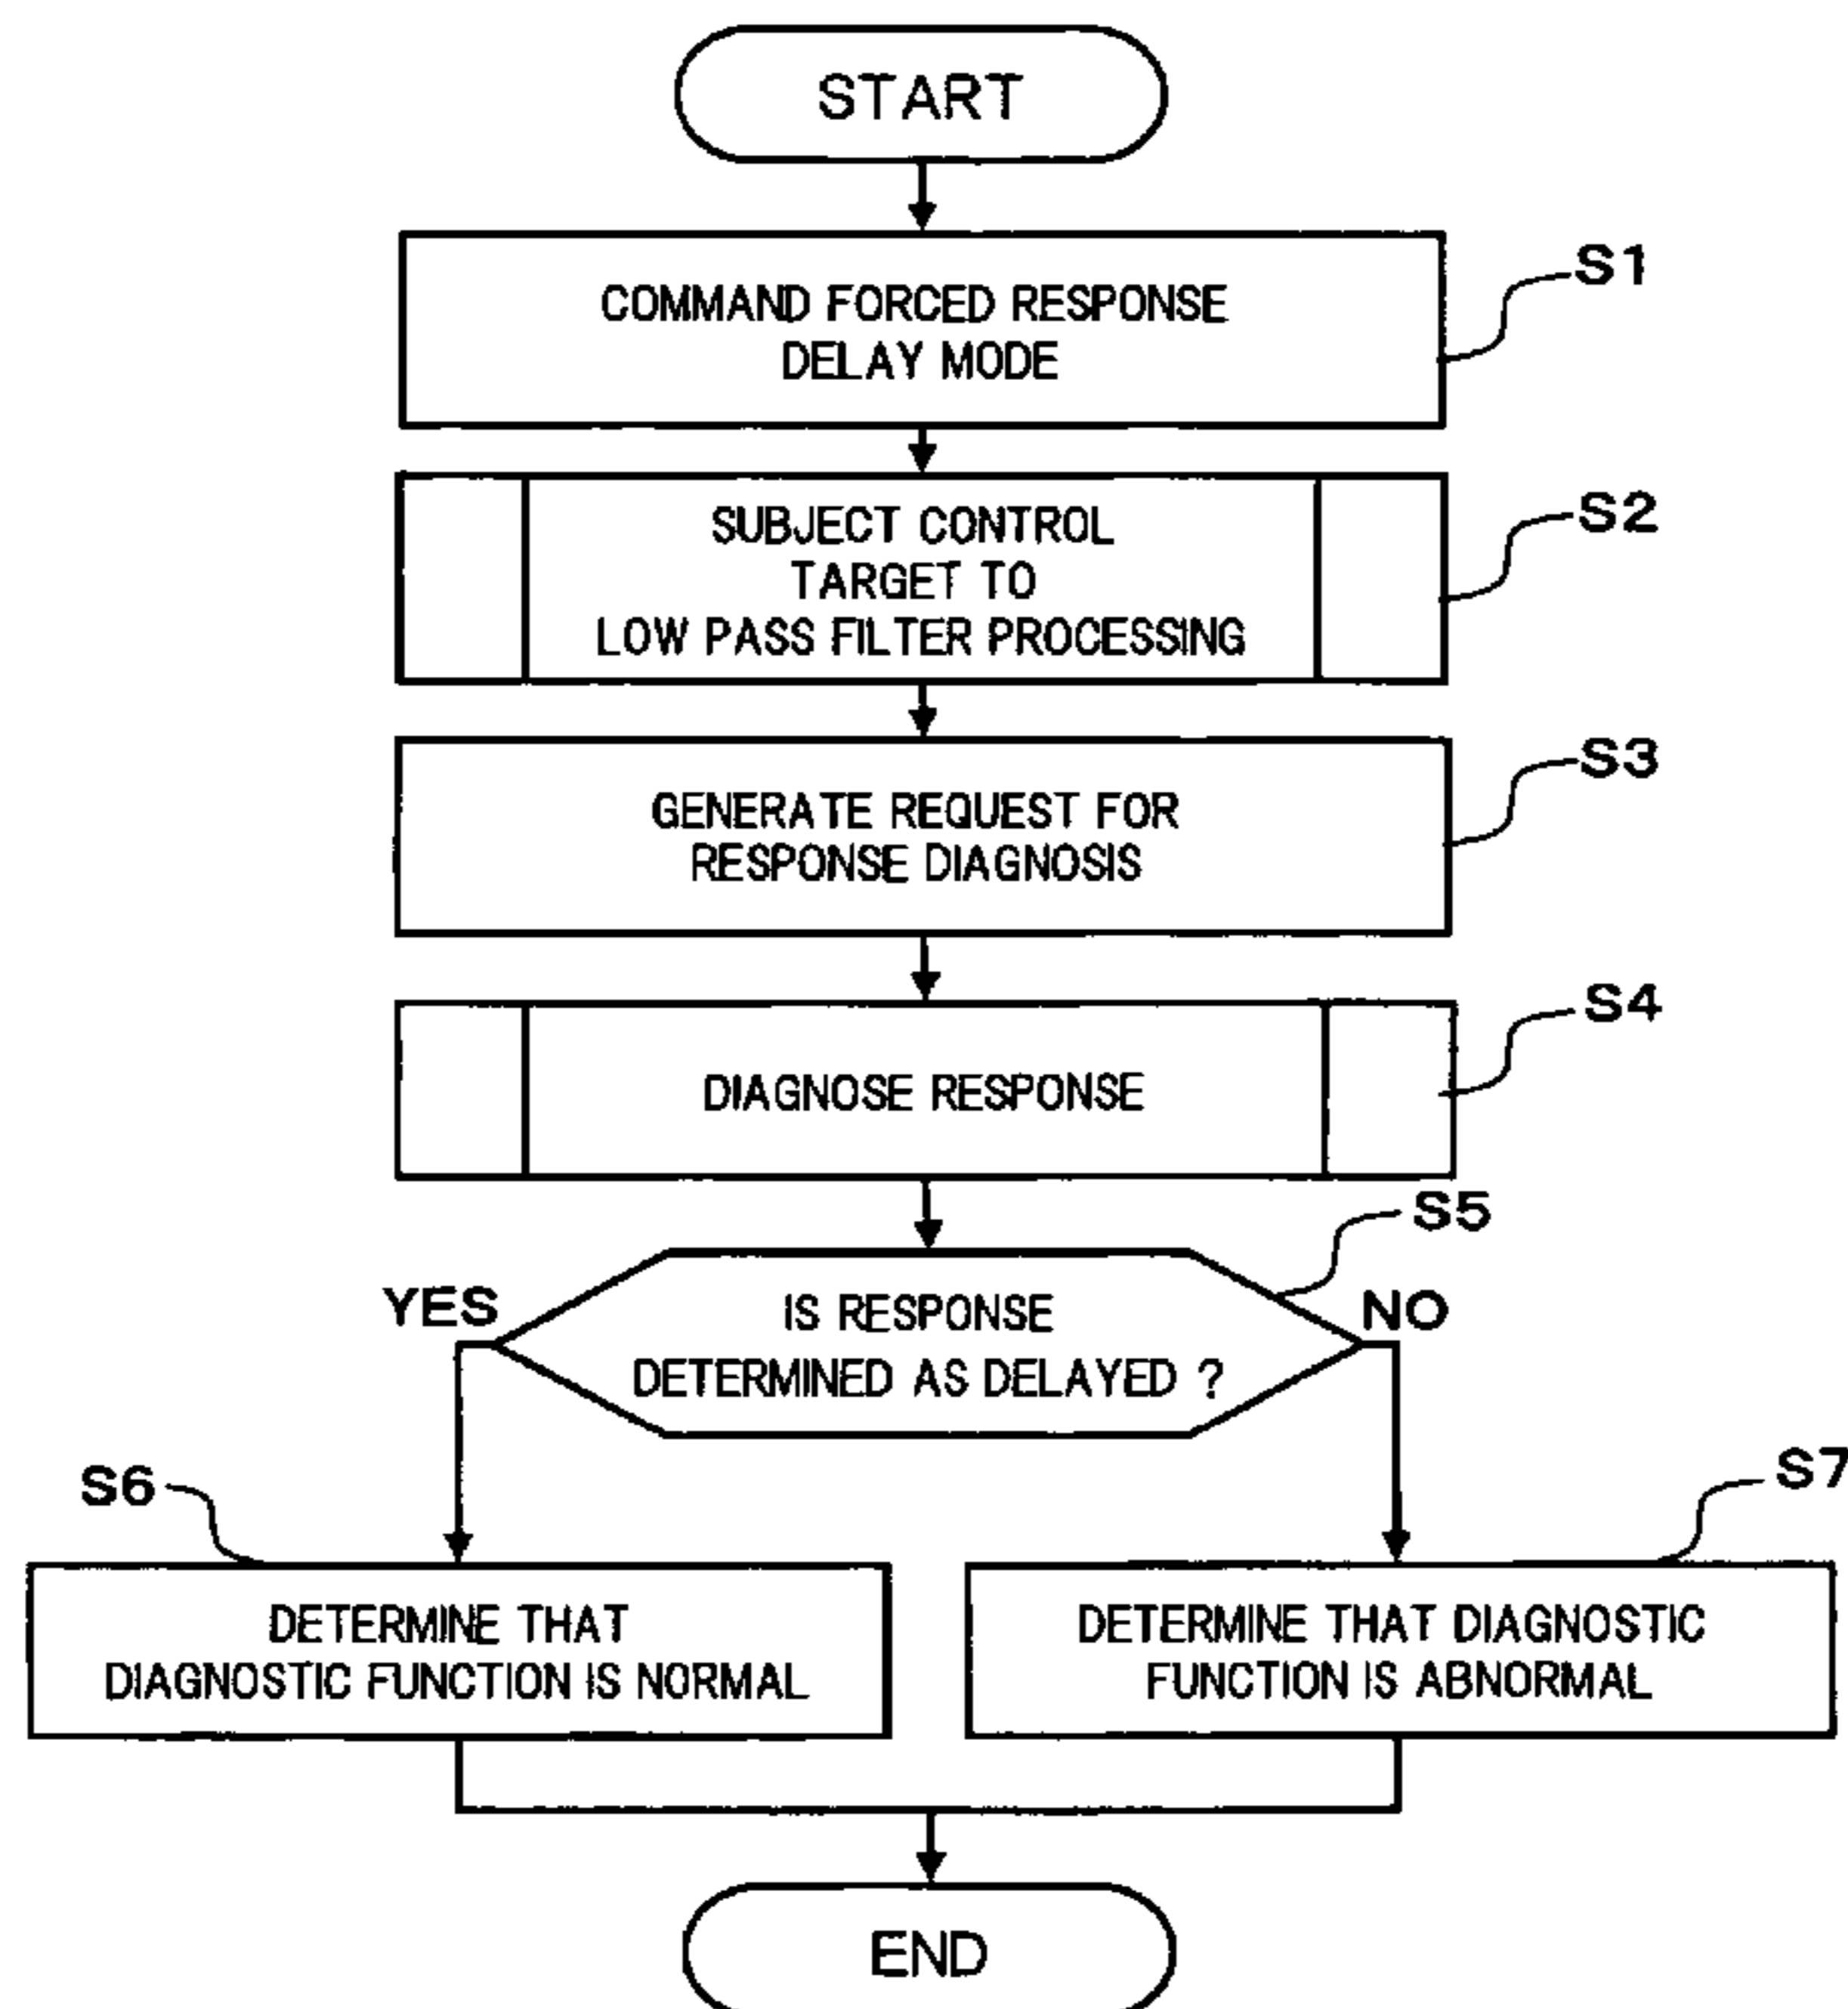 START
COMMAND FORCED RESPONSE
DELAY MODE
S1
SUBJECT CONTROL
TARGET TO
LOW PASS FILTER PROCESSING
S2
GENERATE REQUEST FOR
RESPONSE DIAGNOSIS
S3
DIAGNOSE RESPONSE
S4
S5
YES
IS RESPONSE
DETERMINED AS DELAYED ?
NO
S6
DETERMINE THAT
DIAGNOSTIC FUNCTION IS NORMAL
S7
DETERMINE THAT DIAGNOSTIC
FUNCTION IS ABNORMAL
END